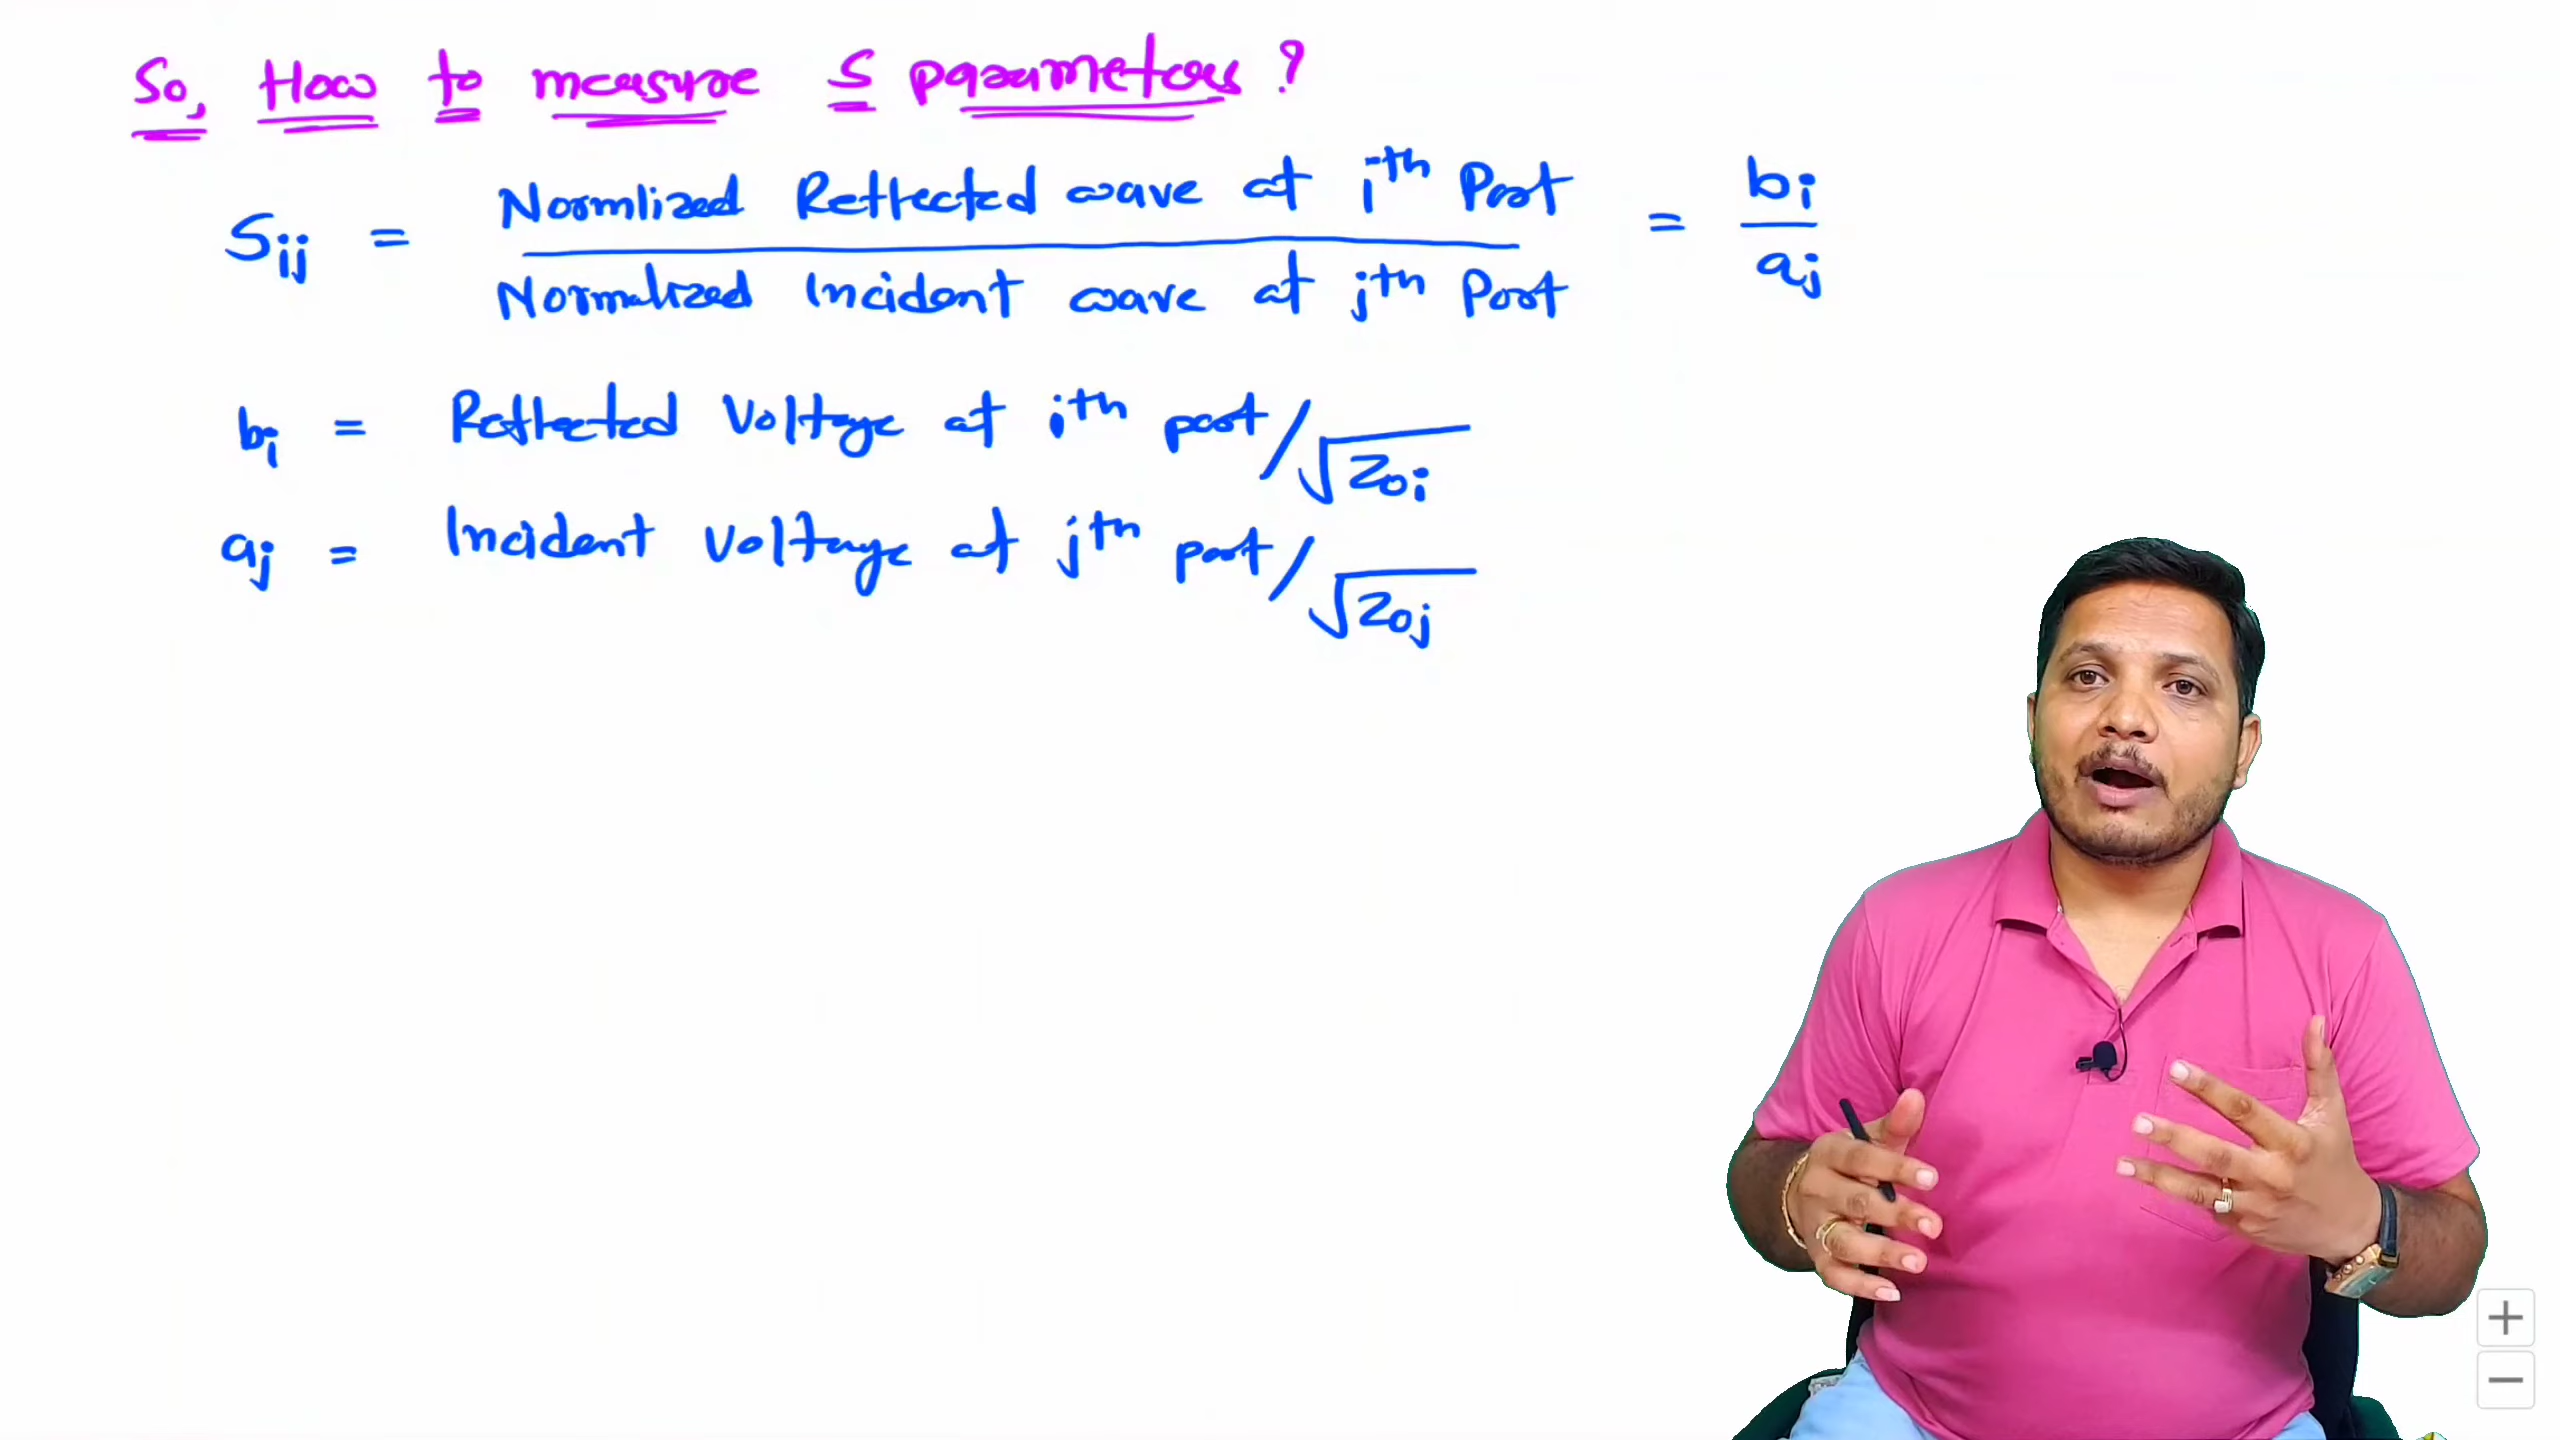 So, How to measure S parameters?
Sij = Normlized Reflected wave at ith Port / Normalized Incident wave at jth Port = bi / aj
bi = Reflected Voltage at ith port / √Z0i
aj = Incident Voltage at jth port / √Z0j